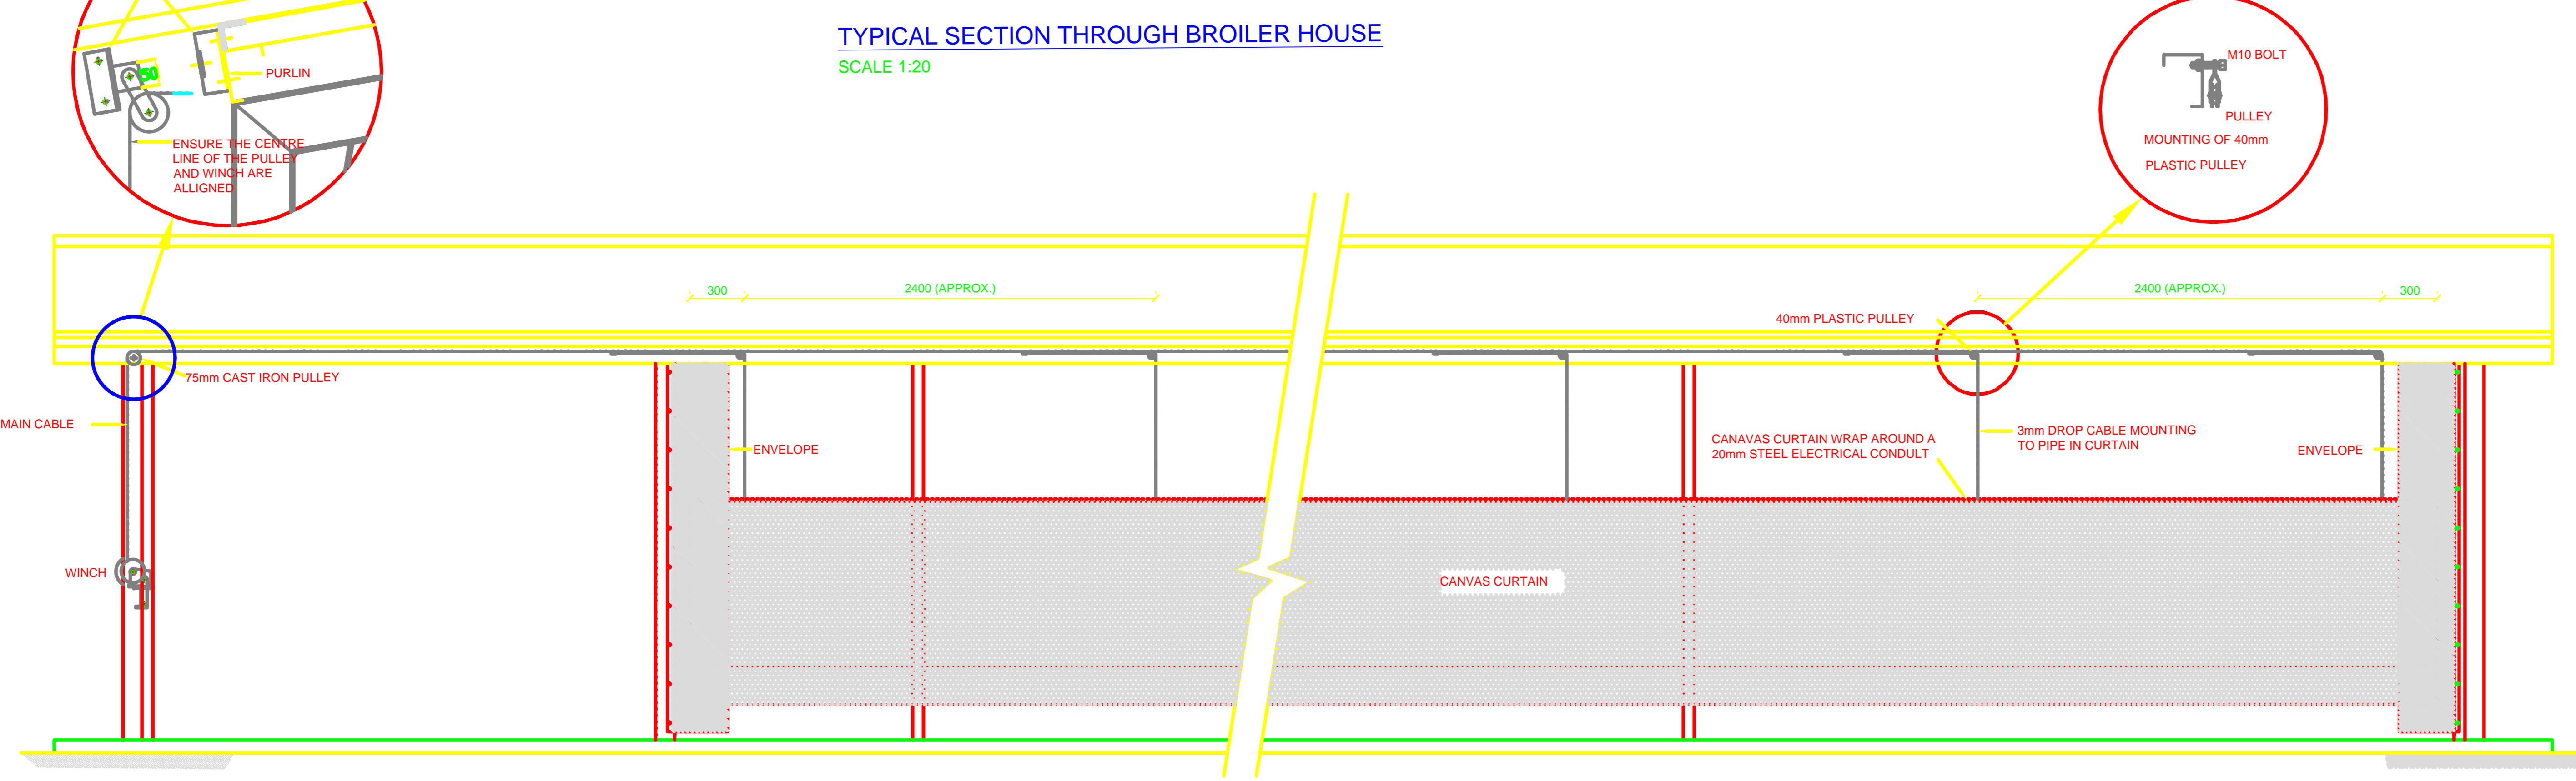 TYPICAL SECTION THROUGH BROILER HOUSE
SCALE 1:20
50
PURLIN
ENSURE THE CENTRE
LINE OF THE PULLEY
AND WINCH ARE
ALLIGNED
M10 BOLT
PULLEY
MOUNTING OF 40mm
PLASTIC PULLEY
300
2400 (APPROX.)
2400 (APPROX.)
300
40mm PLASTIC PULLEY
75mm CAST IRON PULLEY
MAIN CABLE
ENVELOPE
CANAVAS CURTAIN WRAP AROUND A
20mm STEEL ELECTRICAL CONDULT
3mm DROP CABLE MOUNTING
TO PIPE IN CURTAIN
ENVELOPE
WINCH
CANVAS CURTAIN